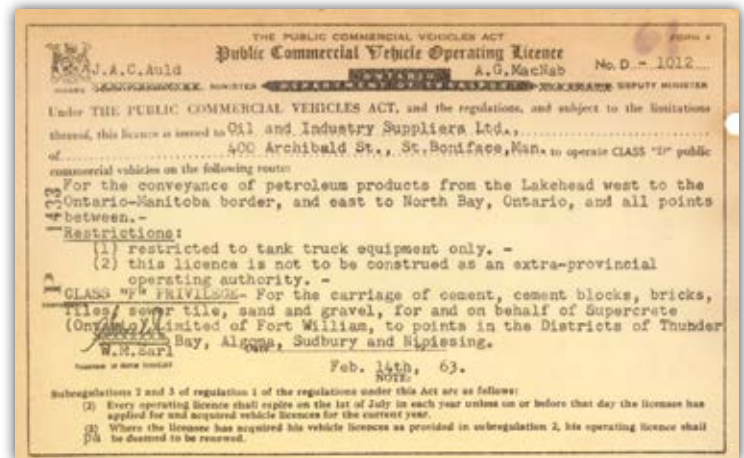 61
THE PUBLIC COMMERCIAL VEHICLES ACT
FORM 4
Public Commercial Vehicle Operating Licence
J.A.C.Auld A.G.MacNab No. D - 1012
ONTARIO
MINISTER DEPARTMENT OF TRANSPORT DEPUTY MINISTER
Under THE PUBLIC COMMERCIAL VEHICLES ACT, and the regulations, and subject to the limitations
thereof, this licence is issued to Oil and Industry Suppliers Ltd.,
of 400 Archibald St., St.Boniface,Man. to operate CLASS "D" public
commercial vehicles on the following route:
For the conveyance of petroleum products from the Lakehead west to the
Ontario-Manitoba border, and east to North Bay, Ontario, and all points
between.-
Restrictions:
(1) restricted to tank truck equipment only. -
(2) this licence is not to be construed as an extra-provincial
operating authority. -
CLASS "F" PRIVILEGE- For the carriage of cement, cement blocks, bricks,
tiles, sewer tile, sand and gravel, for and on behalf of Supercrete
(Ontario) Limited of Fort William, to points in the Districts of Thunder
Bay, Algoma, Sudbury and Nipissing.
W.M.Earl
Feb. 14th, 63.
NOTE:
Subregulations 2 and 3 of regulation 1 of the regulations under this Act are as follows:
(2) Every operating licence shall expire on the 1st of July in each year unless on or before that day the licensee has
applied for and acquired vehicle licences for the current year.
(3) Where the licensee has acquired his vehicle licences as provided in subregulation 2, his operating licence shall
be deemed to be renewed.